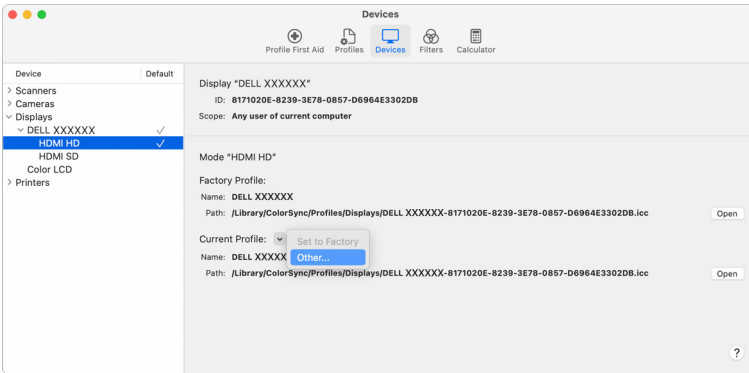 Devices
Profile First Aid Profiles Devices Filters Calculator
Device Default
Scanners
Cameras
Displays
DELL XXXXXX
HDMI HD
HDMI SD
Color LCD
Printers
Display “DELL XXXXXX”
ID: 8171020E-8239-3E78-0857-D6964E3302DB
Scope: Any user of current computer
Mode “HDMI HD”
Factory Profile:
Name: DELL XXXXXX
Path: /Library/ColorSync/Profiles/Displays/DELL XXXXXX-8171020E-8239-3E78-0857-D6964E3302DB.icc Open
Current Profile: Set to Factory
Name: DELL XXXXX Other...
Path: /Library/ColorSync/Profiles/Displays/DELL XXXXXX-8171020E-8239-3E78-0857-D6964E3302DB.icc Open
?